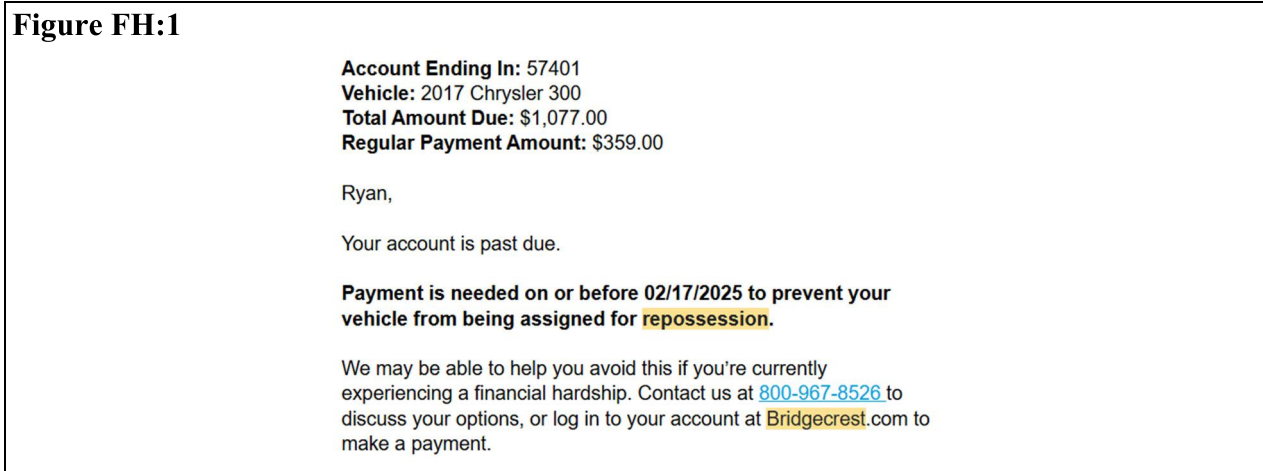 Figure FH:1
Account Ending In: 57401
Vehicle: 2017 Chrysler 300
Total Amount Due: $1,077.00
Regular Payment Amount: $359.00
Ryan,
Your account is past due.
Payment is needed on or before 02/17/2025 to prevent your
vehicle from being assigned for repossession.
We may be able to help you avoid this if you’re currently
experiencing a financial hardship. Contact us at 800-967-8526 to
discuss your options, or log in to your account at Bridgecrest.com to
make a payment.